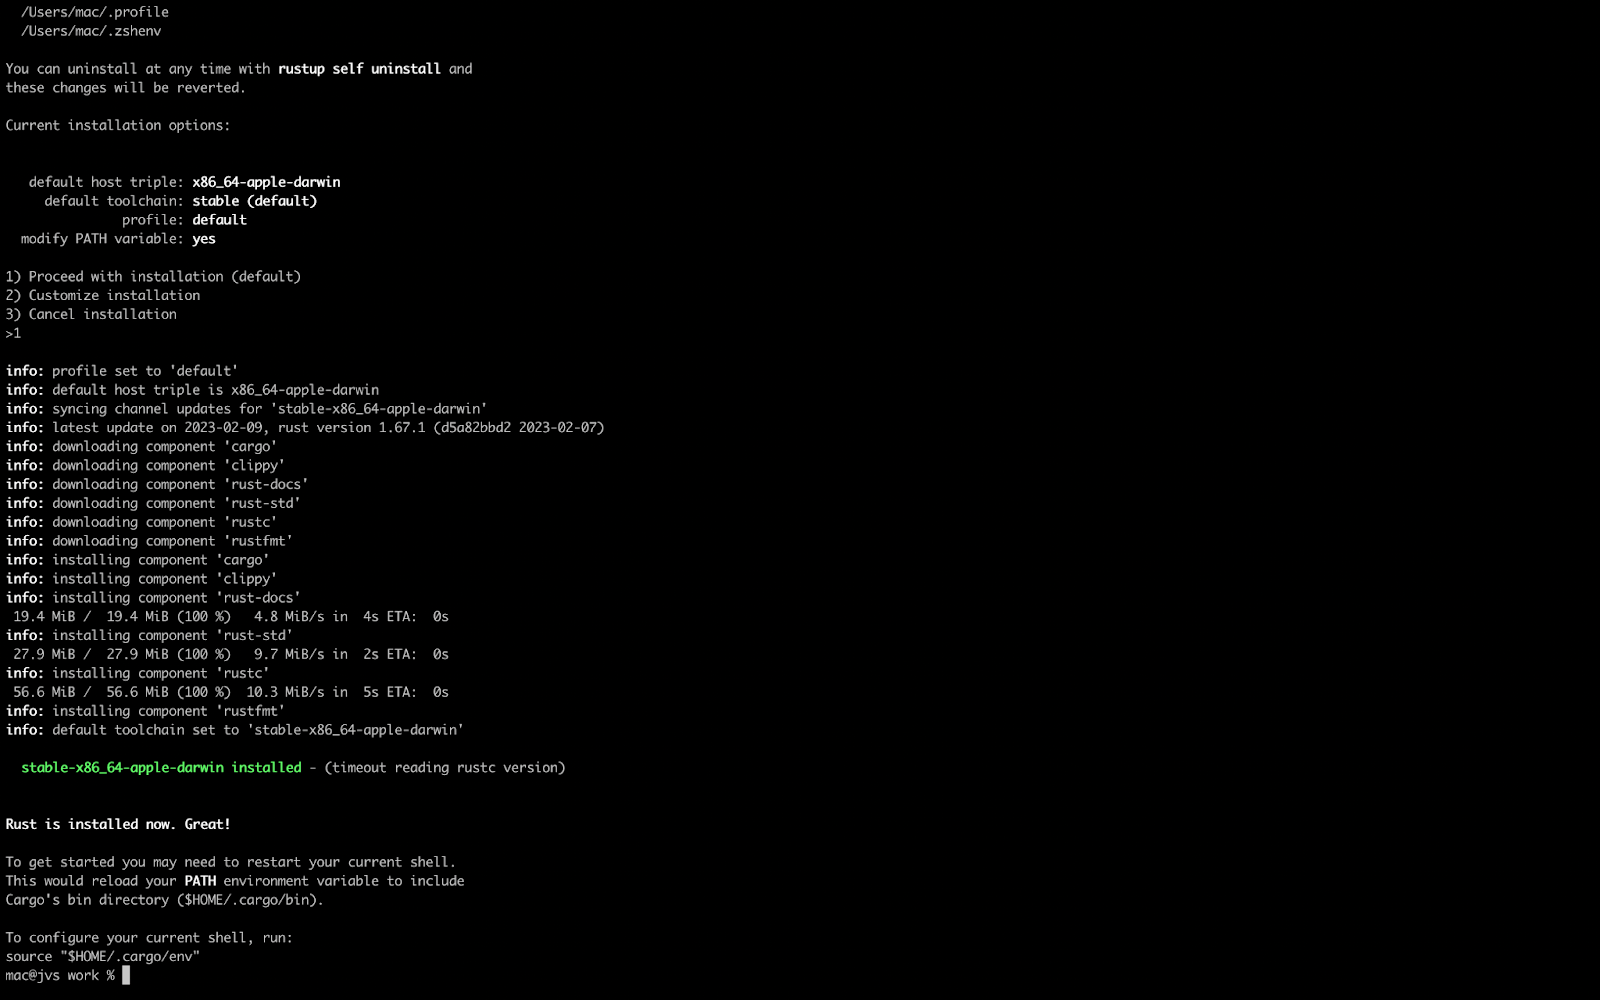 /Users/mac/.profile
/Users/mac/.zshenv
You can uninstall at any time with rustup self uninstall and
these changes will be reverted.
Current installation options:
default host triple: x86_64-apple-darwin
default toolchain: stable (default)
profile: default
modify PATH variable: yes
1) Proceed with installation (default)
2) Customize installation
3) Cancel installation
>1
info: profile set to 'default'
info: default host triple is x86_64-apple-darwin
info: syncing channel updates for 'stable-x86_64-apple-darwin'
info: latest update on 2023-02-09, rust version 1.67.1 (d5a82bbd2 2023-02-07)
info: downloading component 'cargo'
info: downloading component 'clippy'
info: downloading component 'rust-docs'
info: downloading component 'rust-std'
info: downloading component 'rustc'
info: downloading component 'rustfmt'
info: installing component 'cargo'
info: installing component 'clippy'
info: installing component 'rust-docs'
19.4 MiB /  19.4 MiB (100 %)   4.8 MiB/s in  4s ETA:  0s
info: installing component 'rust-std'
27.9 MiB /  27.9 MiB (100 %)   9.7 MiB/s in  2s ETA:  0s
info: installing component 'rustc'
56.6 MiB /  56.6 MiB (100 %)  10.3 MiB/s in  5s ETA:  0s
info: installing component 'rustfmt'
info: default toolchain set to 'stable-x86_64-apple-darwin'
stable-x86_64-apple-darwin installed - (timeout reading rustc version)
Rust is installed now. Great!
To get started you may need to restart your current shell.
This would reload your PATH environment variable to include
Cargo's bin directory ($HOME/.cargo/bin).
To configure your current shell, run:
source "$HOME/.cargo/env"
mac@jvs work %